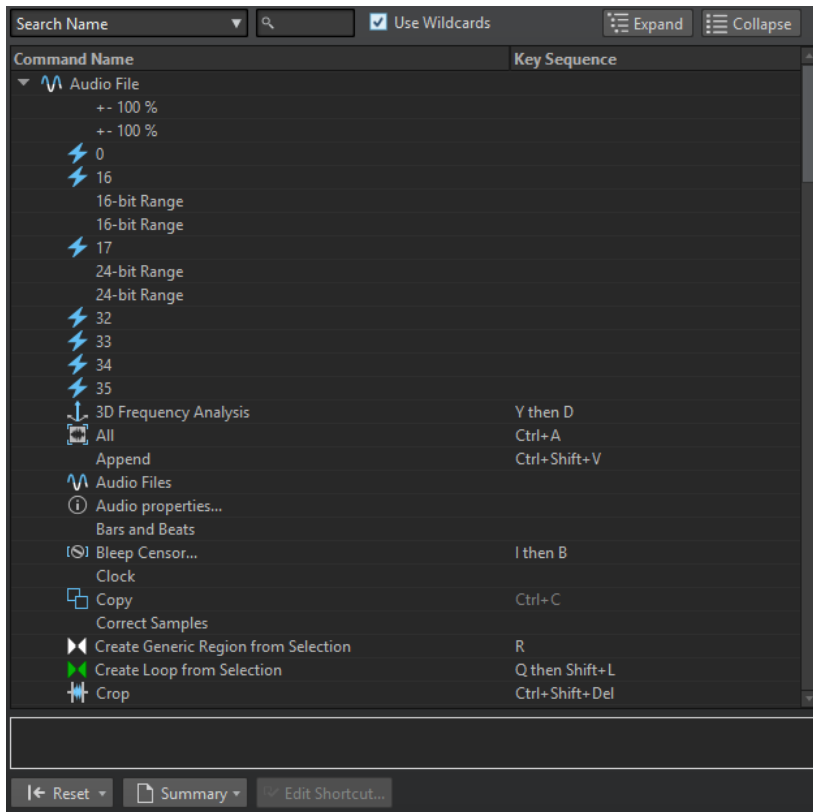 Search Name Use Wildcards Expand Collapse
Command Name Key Sequence
Audio File
+- 100 %
+- 100 %
0
16
16-bit Range
16-bit Range
17
24-bit Range
24-bit Range
32
33
34
35
3D Frequency Analysis Y then D
All Ctrl+A
Append Ctrl+Shift+V
Audio Files
Audio properties...
Bars and Beats
Bleep Censor... I then B
Clock
Copy Ctrl+C
Correct Samples
Create Generic Region from Selection R
Create Loop from Selection Q then Shift+L
Crop Ctrl+Shift+Del
Reset Summary Edit Shortcut...